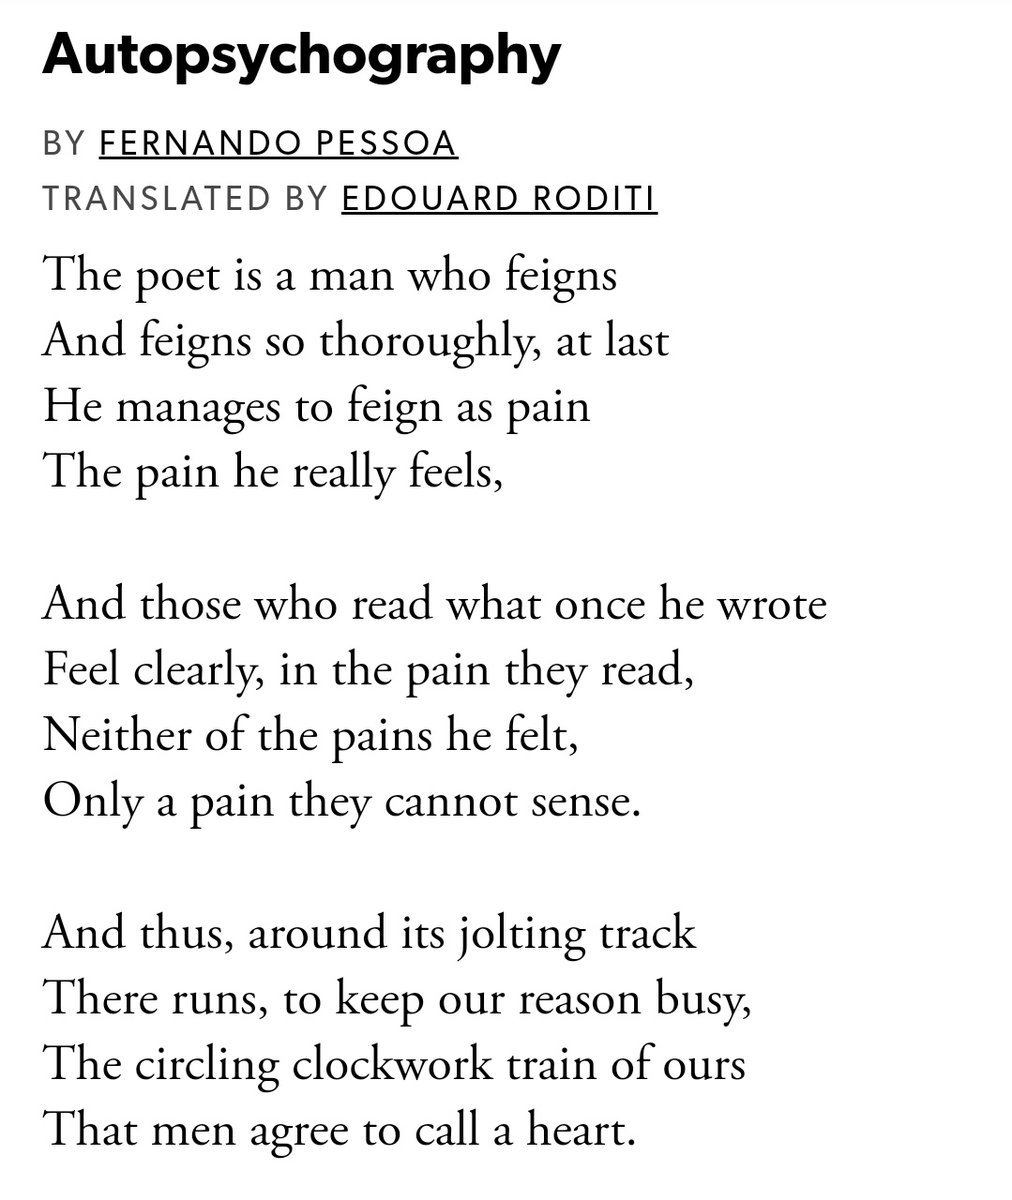 Autopsychography
BY FERNANDO PESSOA
TRANSLATED BY EDOUARD RODITI
The poet is a man who feigns
And feigns so thoroughly, at last
He manages to feign as pain
The pain he really feels,
And those who read what once he wrote
Feel clearly, in the pain they read,
Neither of the pains he felt,
Only a pain they cannot sense.
And thus, around its jolting track
There runs, to keep our reason busy,
The circling clockwork train of ours
That men agree to call a heart.